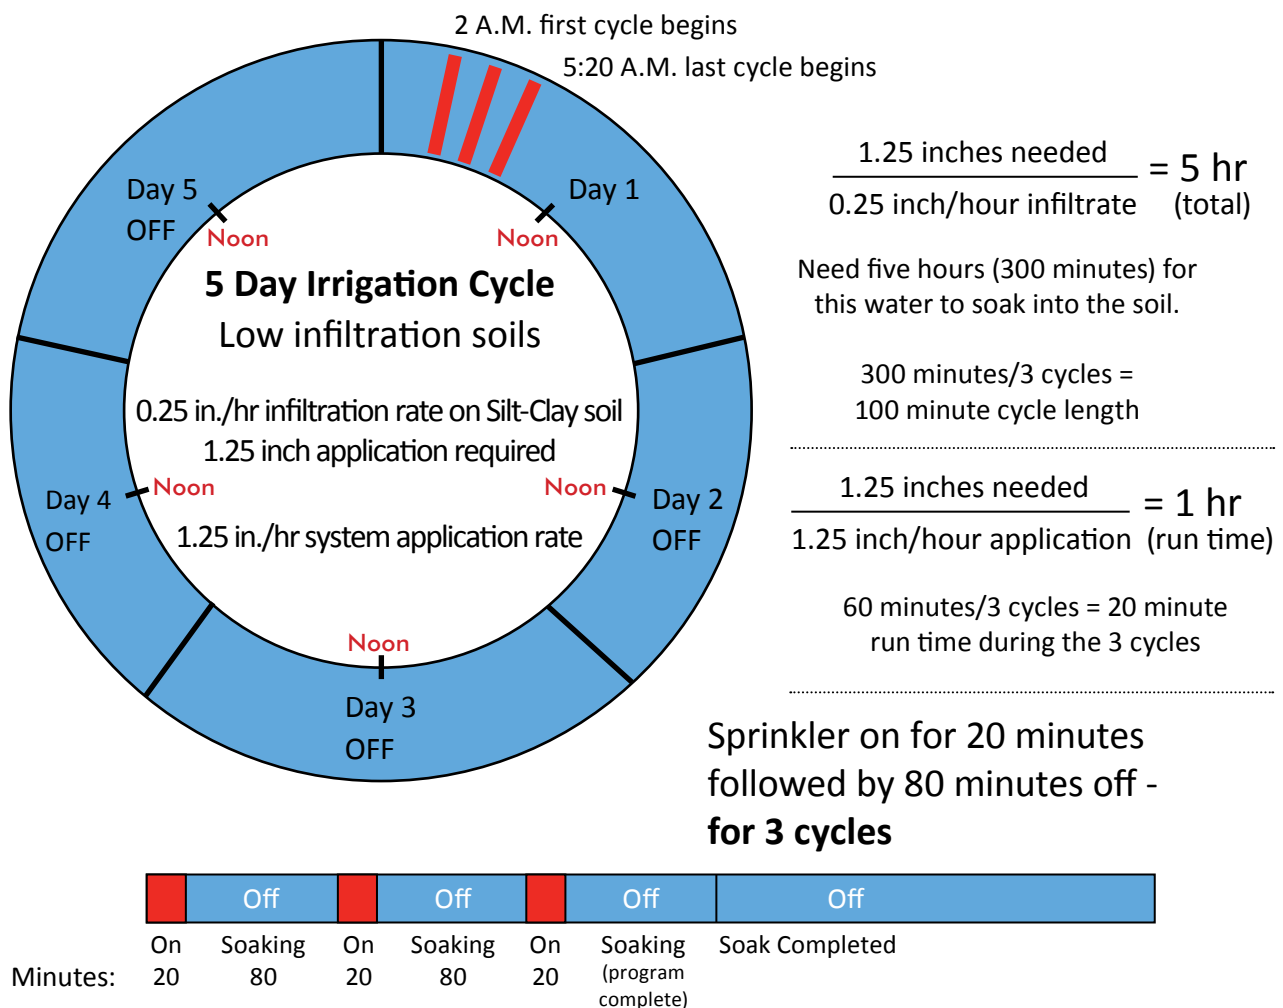 2 A.M. first cycle begins
5:20 A.M. last cycle begins
Day 1
Noon
Day 2
OFF
Noon
Day 3
OFF
Noon
Day 4
OFF
Noon
Day 5
OFF
Noon
5 Day Irrigation Cycle
Low infiltration soils
0.25 in./hr infiltration rate on Silt-Clay soil
1.25 inch application required
1.25 in./hr system application rate
1.25 inches needed
0.25 inch/hour infiltrate
= 5 hr
(total)
Need five hours (300 minutes) for
this water to soak into the soil.
300 minutes/3 cycles =
100 minute cycle length
1.25 inches needed
1.25 inch/hour application
= 1 hr
(run time)
60 minutes/3 cycles = 20 minute
run time during the 3 cycles
Sprinkler on for 20 minutes
followed by 80 minutes off -
for 3 cycles
Off Off Off Off
On Soaking On Soaking On Soaking Soak Completed
Minutes: 20 80 20 80 20 (program
complete)